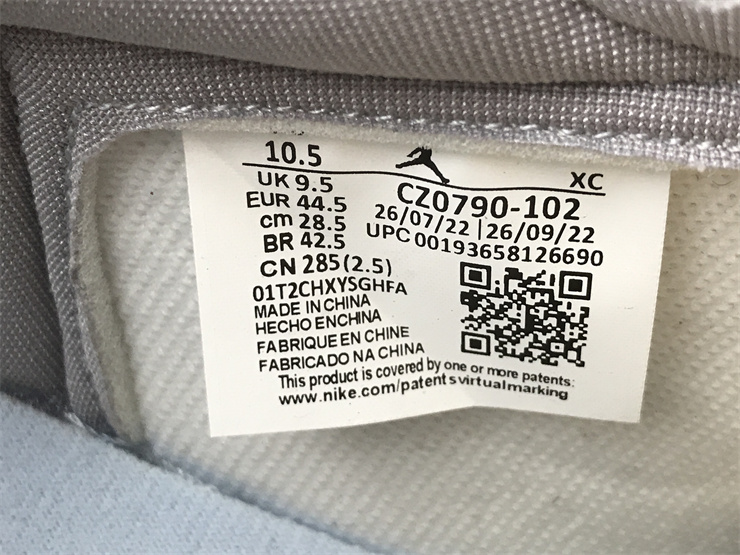 10.5
XC
UK 9.5
EUR 44.5
cm 28.5
BR 42.5
CN 285(2.5)
CZ0790-102
26/07/22 | 26/09/22
UPC 00193658126690
01T2CHXYSGHFA
MADE IN CHINA
HECHO EN CHINA
FABRIQUE EN CHINE
FABRICADO NA CHINA
This product is covered by one or more patents:
www.nike.com/patentsvirtualmarking